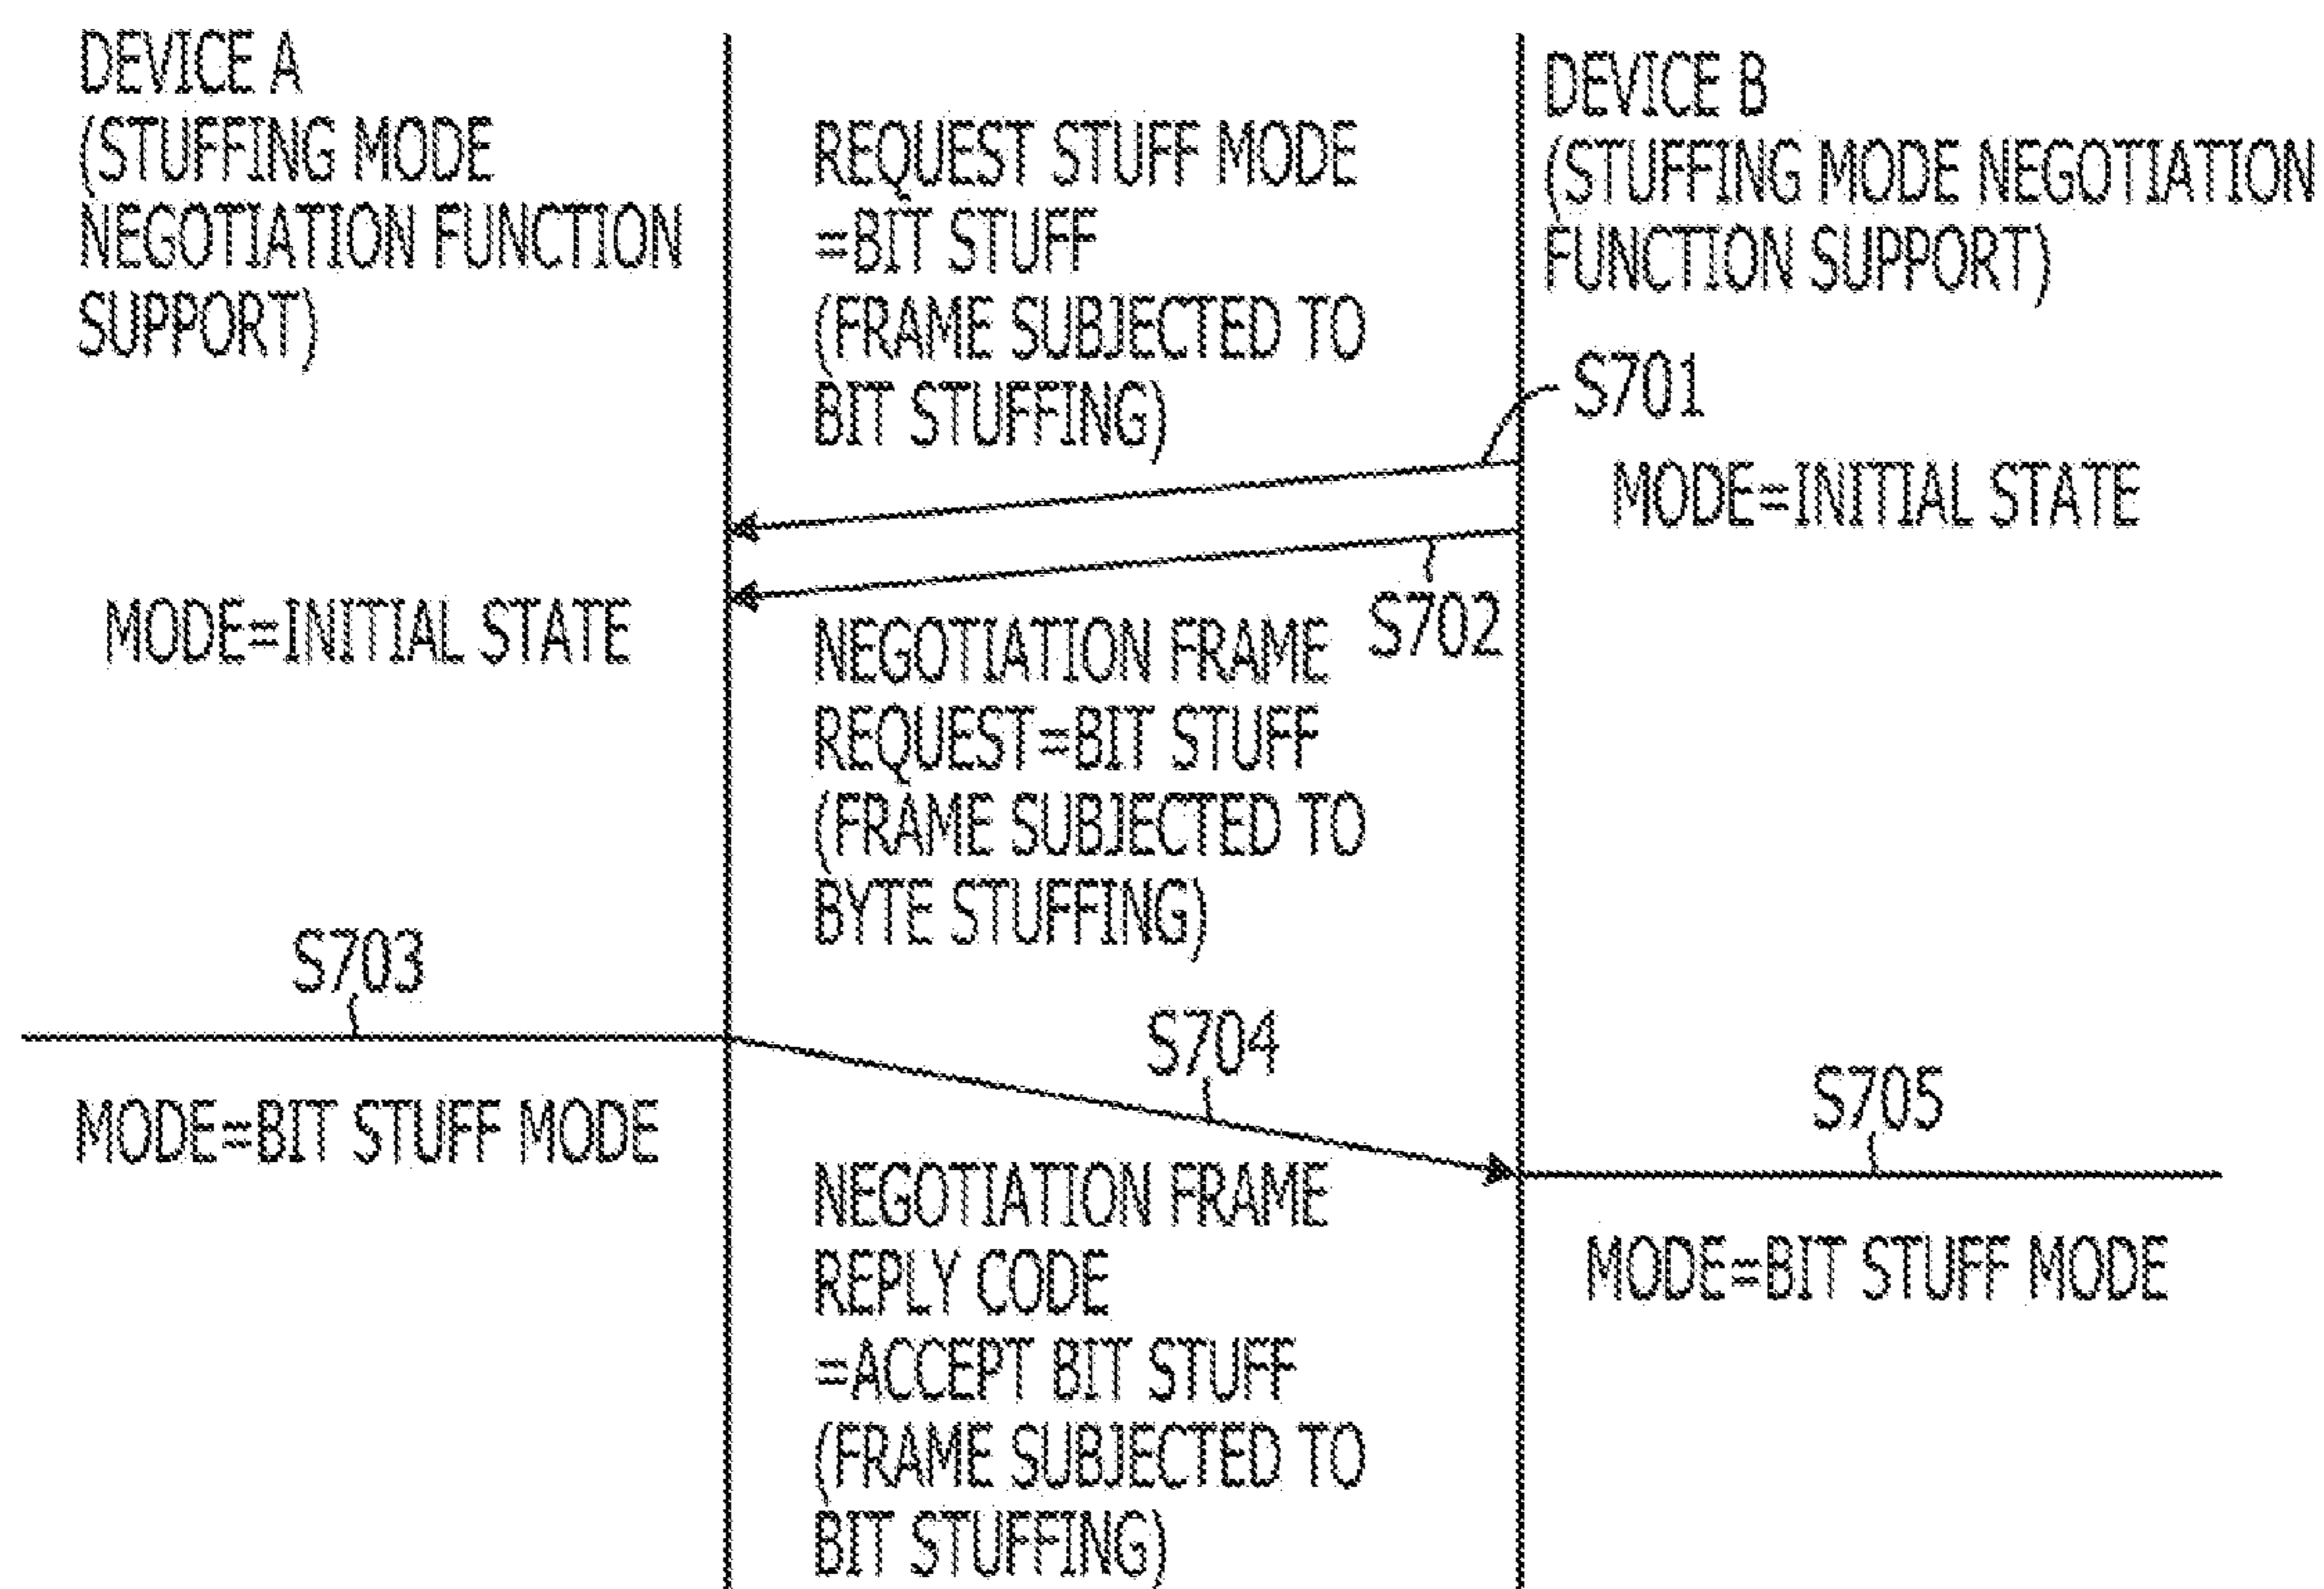 DEVICE A
(STUFFING MODE
NEGOTIATION FUNCTION
SUPPORT)
REQUEST STUFF MODE
=BIT STUFF
(FRAME SUBJECTED TO
BIT STUFFING)
DEVICE B
(STUFFING MODE NEGOTIATION
FUNCTION SUPPORT)
S701
MODE=INITIAL STATE
S702
MODE=INITIAL STATE
NEGOTIATION FRAME
REQUEST=BIT STUFF
(FRAME SUBJECTED TO
BYTE STUFFING)
S703
MODE=BIT STUFF MODE
S704
NEGOTIATION FRAME
REPLY CODE
=ACCEPT BIT STUFF
(FRAME SUBJECTED TO
BIT STUFFING)
S705
MODE=BIT STUFF MODE